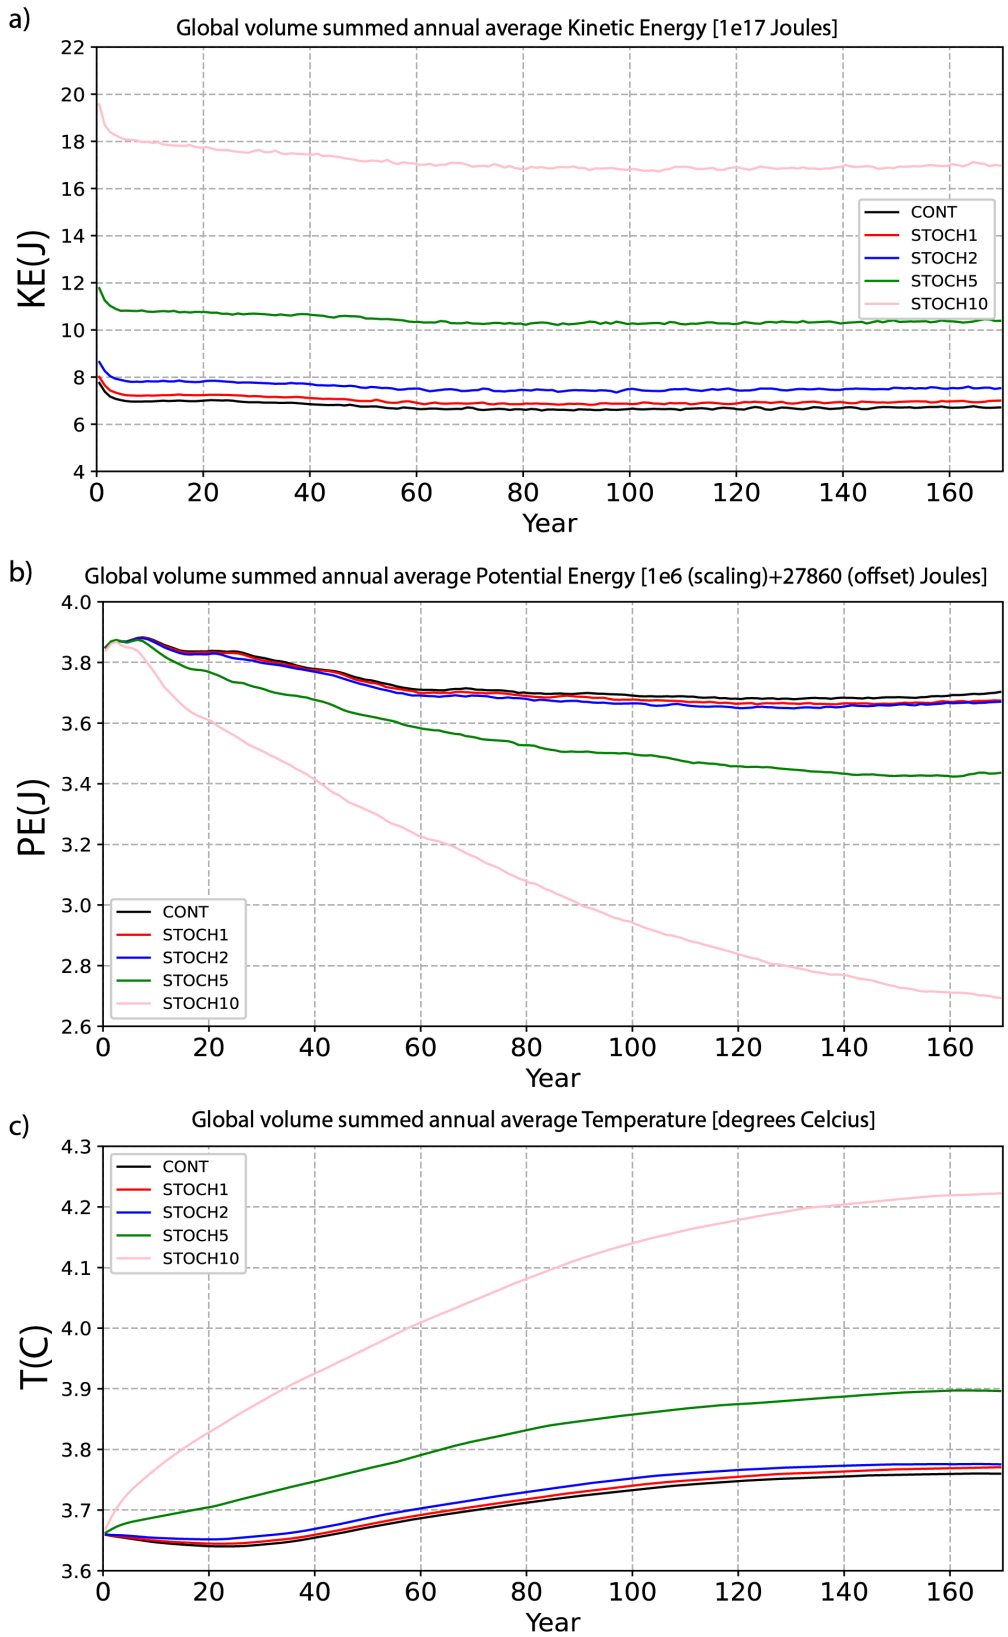 a)
Global volume summed annual average Kinetic Energy [1e17 Joules]
22
20
18
16
14
12
10
8
6
4
KE(J)
CONT
STOCH1
STOCH2
STOCH5
STOCH10
0 20 40 60 80 100 120 140 160
Year
b)
Global volume summed annual average Potential Energy [1e6 (scaling)+27860 (offset) Joules]
4.0
3.8
3.6
3.4
3.2
3.0
2.8
2.6
PE(J)
CONT
STOCH1
STOCH2
STOCH5
STOCH10
0 20 40 60 80 100 120 140 160
Year
c)
Global volume summed annual average Temperature [degrees Celcius]
4.3
4.2
4.1
4.0
3.9
3.8
3.7
3.6
T(C)
CONT
STOCH1
STOCH2
STOCH5
STOCH10
0 20 40 60 80 100 120 140 160
Year